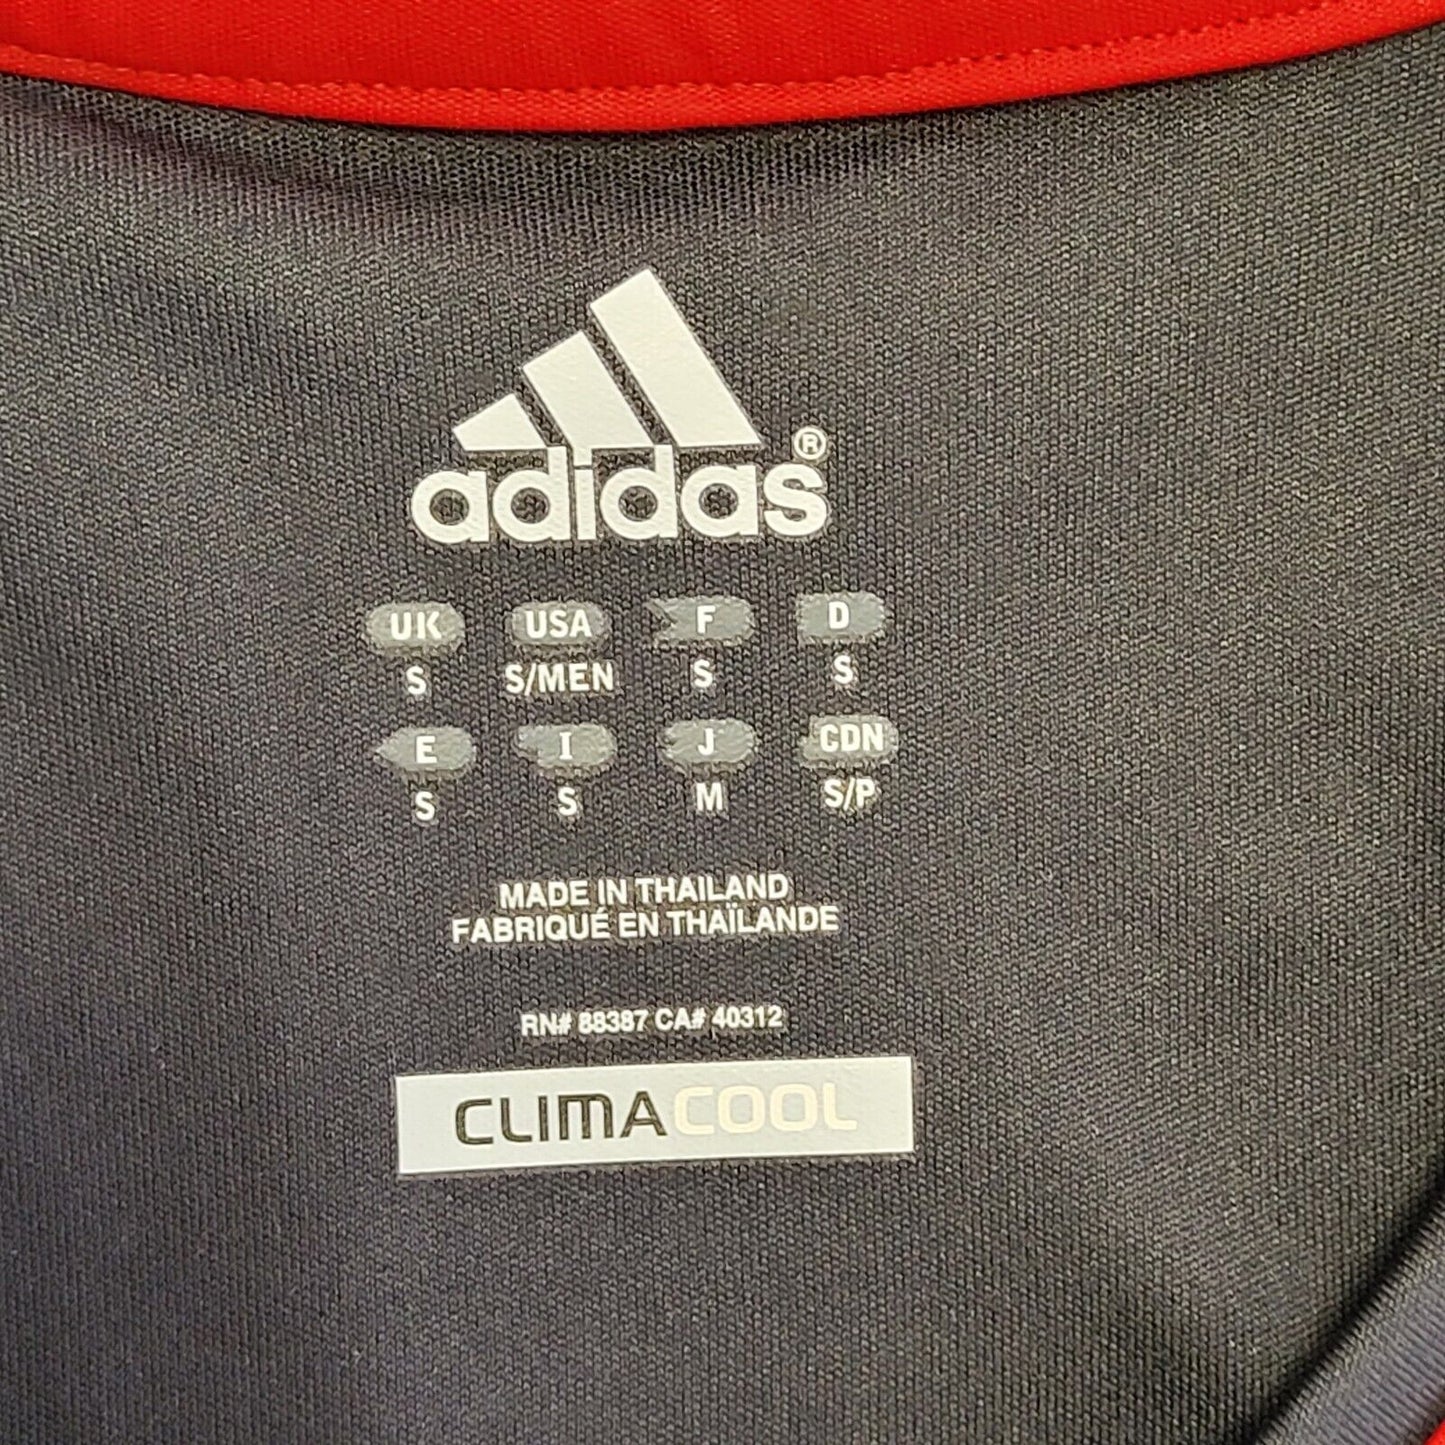 adidas®
UK USA F D
S S/MEN S S
E I J CDN
S S M S/P
MADE IN THAILAND
FABRIQUÉ EN THAÏLANDE
RN# 88387 CA# 40312
CLIMACOOL